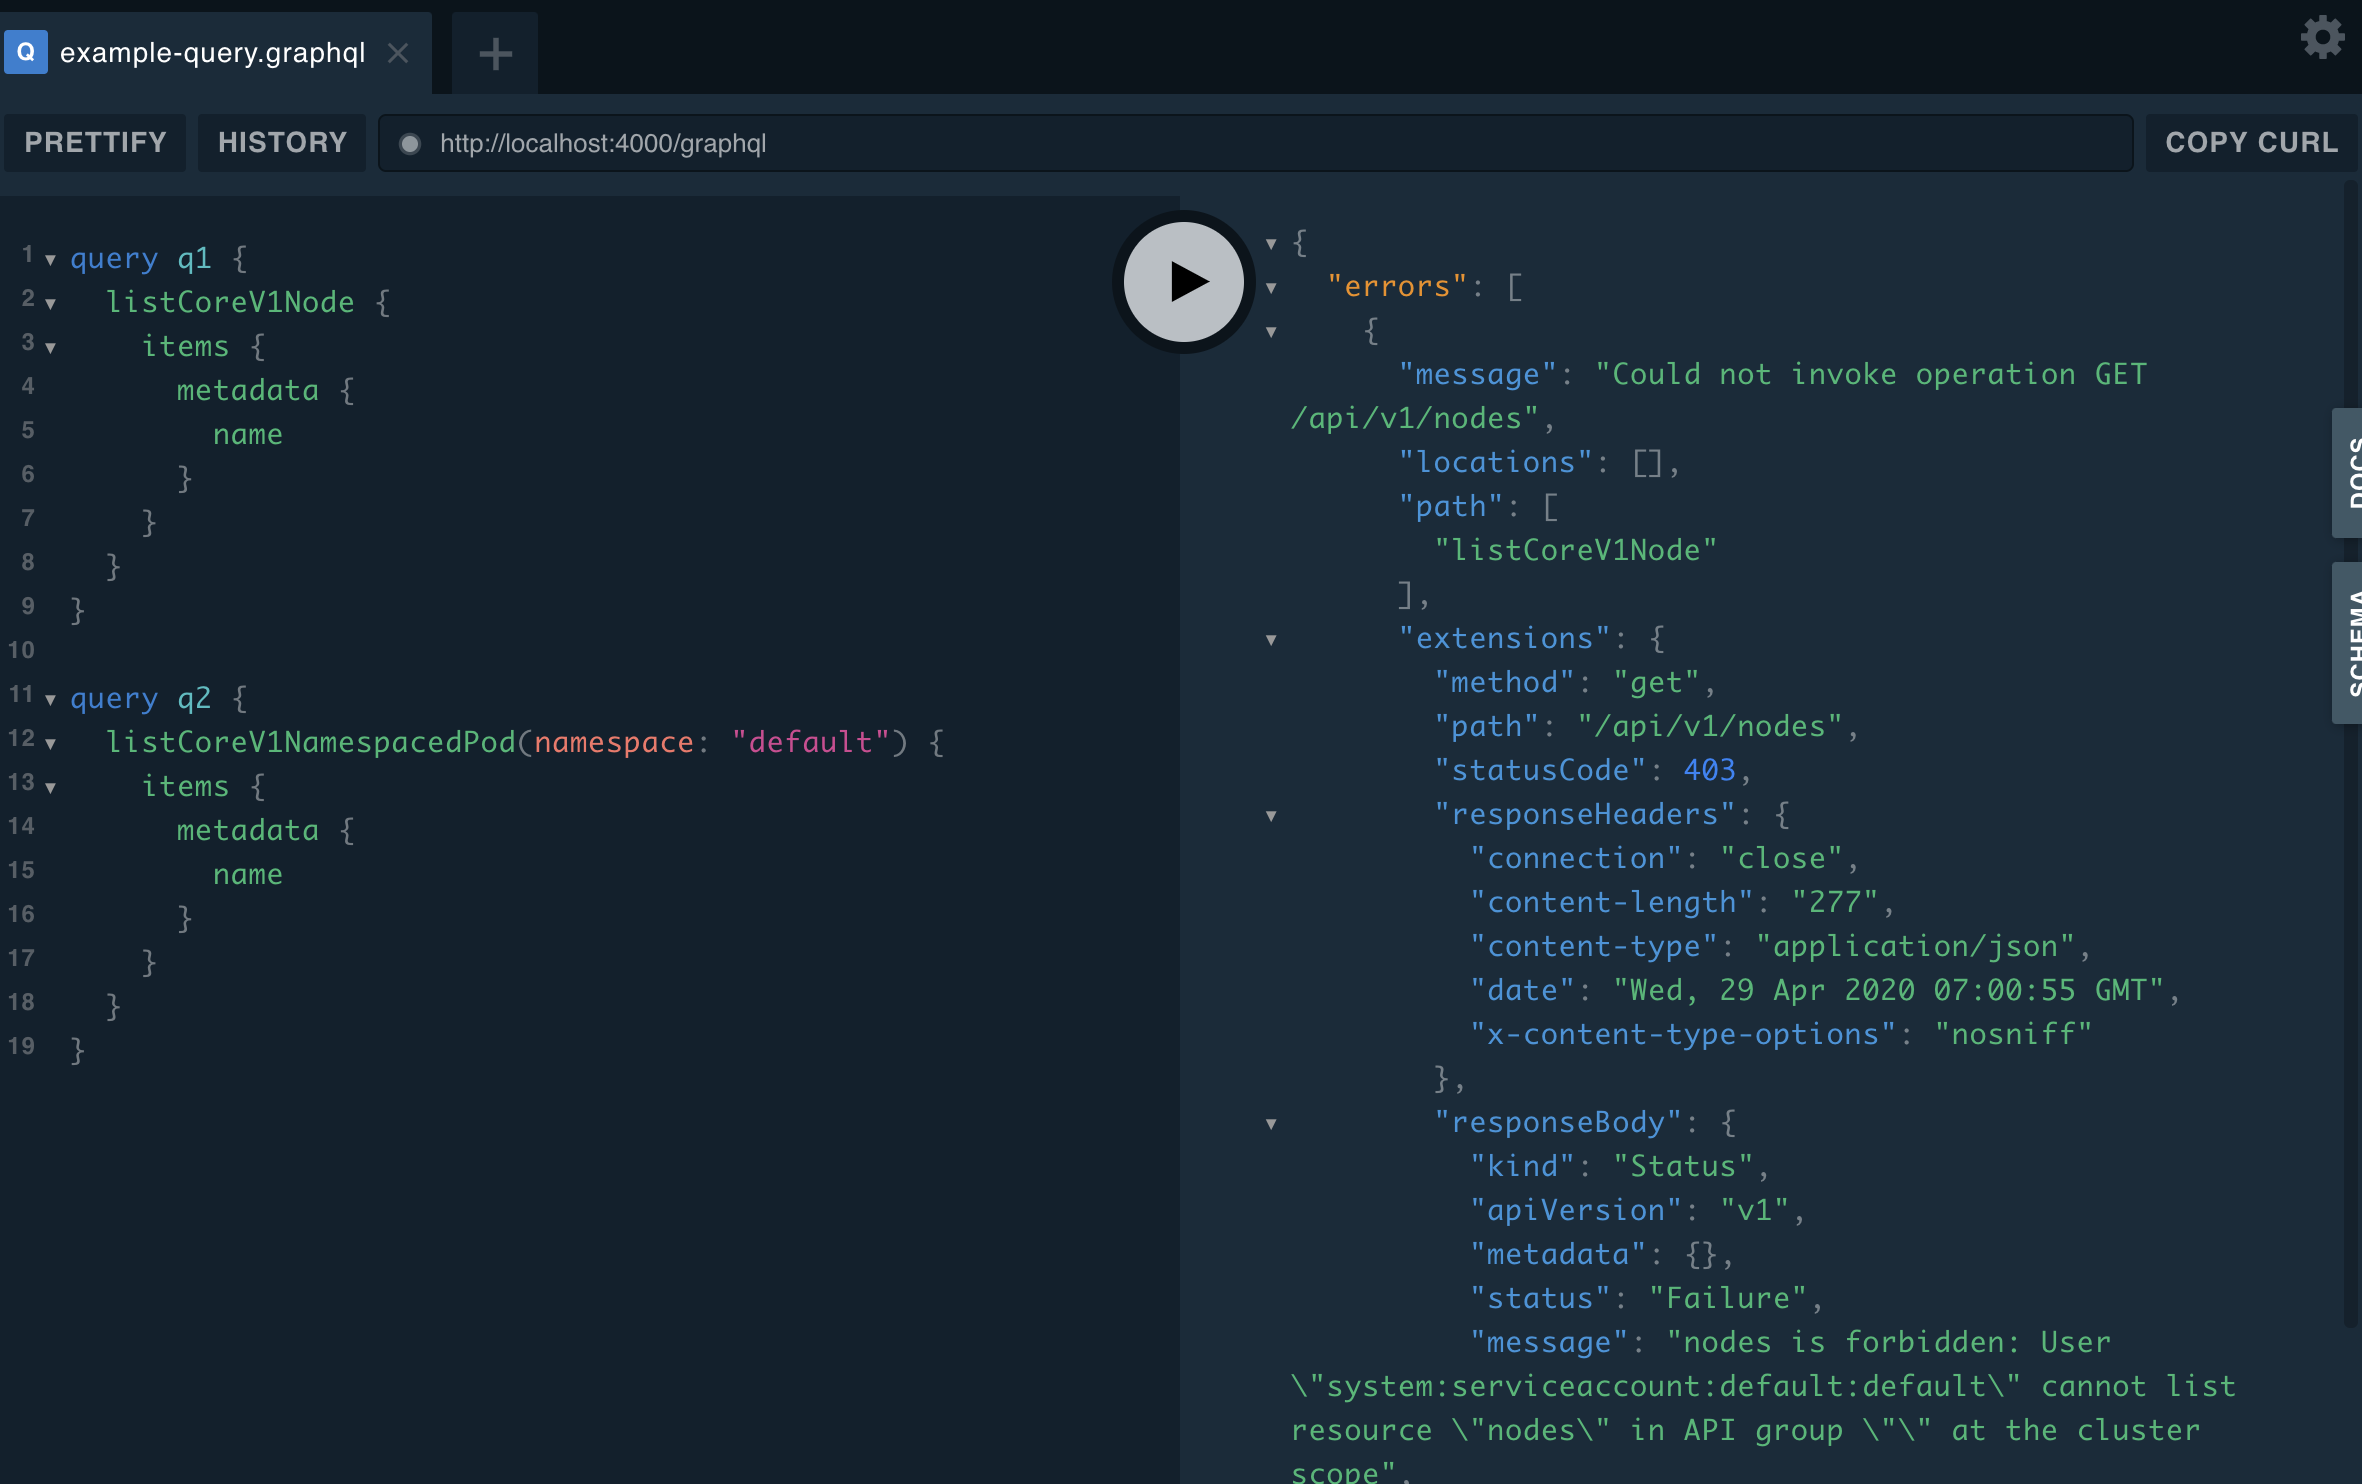 Q example-query.graphql
PRETTIFY HISTORY http://localhost:4000/graphql COPY CURL
1 query q1 {
2 listCoreV1Node {
3 items {
4 metadata {
5 name
6 }
7 }
8 }
9 }
10
11 query q2 {
12 listCoreV1NamespacedPod(namespace: "default") {
13 items {
14 metadata {
15 name
16 }
17 }
18 }
19 }
{
"errors": [
{
"message": "Could not invoke operation GET
/api/v1/nodes",
"locations": [],
"path": [
"listCoreV1Node"
],
"extensions": {
"method": "get",
"path": "/api/v1/nodes",
"statusCode": 403,
"responseHeaders": {
"connection": "close",
"content-length": "277",
"content-type": "application/json",
"date": "Wed, 29 Apr 2020 07:00:55 GMT",
"x-content-type-options": "nosniff"
},
"responseBody": {
"kind": "Status",
"apiVersion": "v1",
"metadata": {},
"status": "Failure",
"message": "nodes is forbidden: User
\"system:serviceaccount:default:default\" cannot list
resource \"nodes\" in API group \"\" at the cluster
scope",
DOCS
SCHEMA